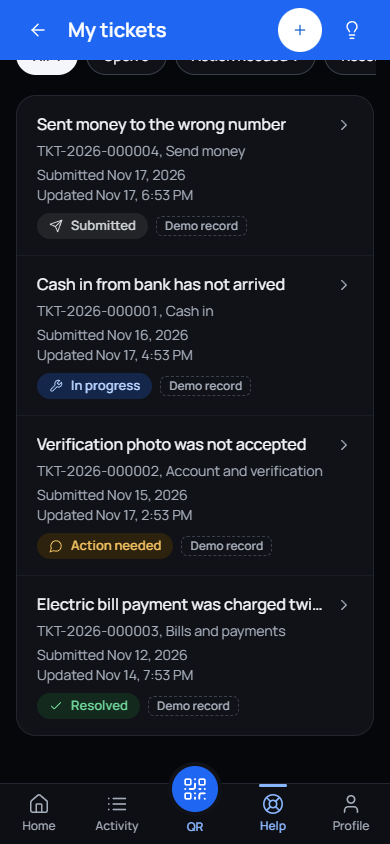 My tickets
Sent money to the wrong number
TKT-2026-000004, Send money
Submitted Nov 17, 2026
Updated Nov 17, 6:53 PM
Submitted
Demo record
Cash in from bank has not arrived
TKT-2026-000001, Cash in
Submitted Nov 16, 2026
Updated Nov 17, 4:53 PM
In progress
Demo record
Verification photo was not accepted
TKT-2026-000002, Account and verification
Submitted Nov 15, 2026
Updated Nov 17, 2:53 PM
Action needed
Demo record
Electric bill payment was charged twi...
TKT-2026-000003, Bills and payments
Submitted Nov 12, 2026
Updated Nov 14, 7:53 PM
Resolved
Demo record
Home
Activity
QR
Help
Profile